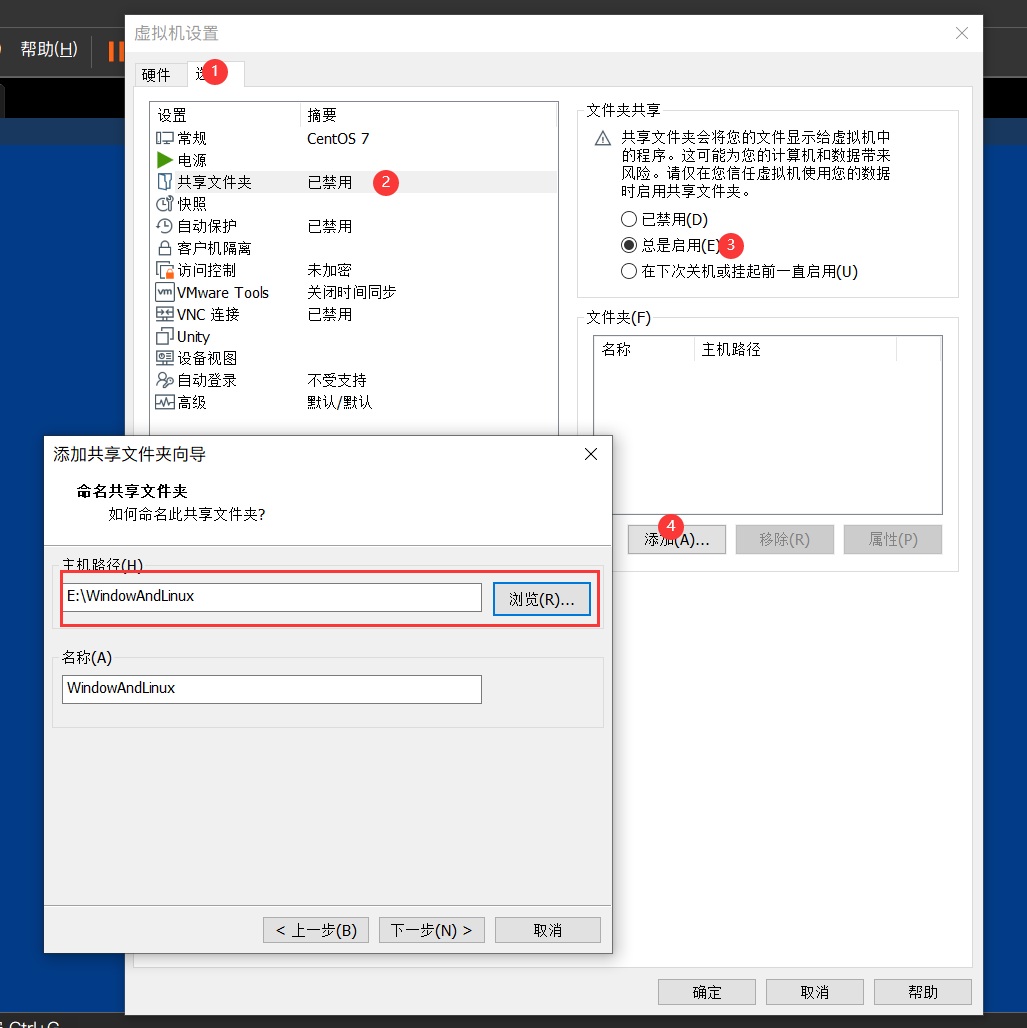 虚拟机设置
帮助(H)
硬件
1
设置 摘要
常规 CentOS 7
电源
共享文件夹 已禁用 2
快照
自动保护 已禁用
客户机隔离
访问控制 未加密
VMware Tools 关闭时间同步
VNC 连接 已禁用
Unity
设备视图
自动登录 不受支持
高级 默认/默认
文件夹共享
共享文件夹会将您的文件显示给虚拟机中
的程序。这可能为您的计算机和数据带来
风险。请仅在您信任虚拟机使用您的数据
时启用共享文件夹。
已禁用(D)
总是启用(E) 3
在下次关机或挂起前一直启用(U)
文件夹(F)
名称 主机路径
4
添加(A)... 移除(R) 属性(P)
添加共享文件夹向导
命名共享文件夹
如何命名此共享文件夹?
主机路径(H)
E:\WindowAndLinux 浏览(R)...
名称(A)
WindowAndLinux
< 上一步(B) 下一步(N) > 取消
确定 取消 帮助
Ctrl+G